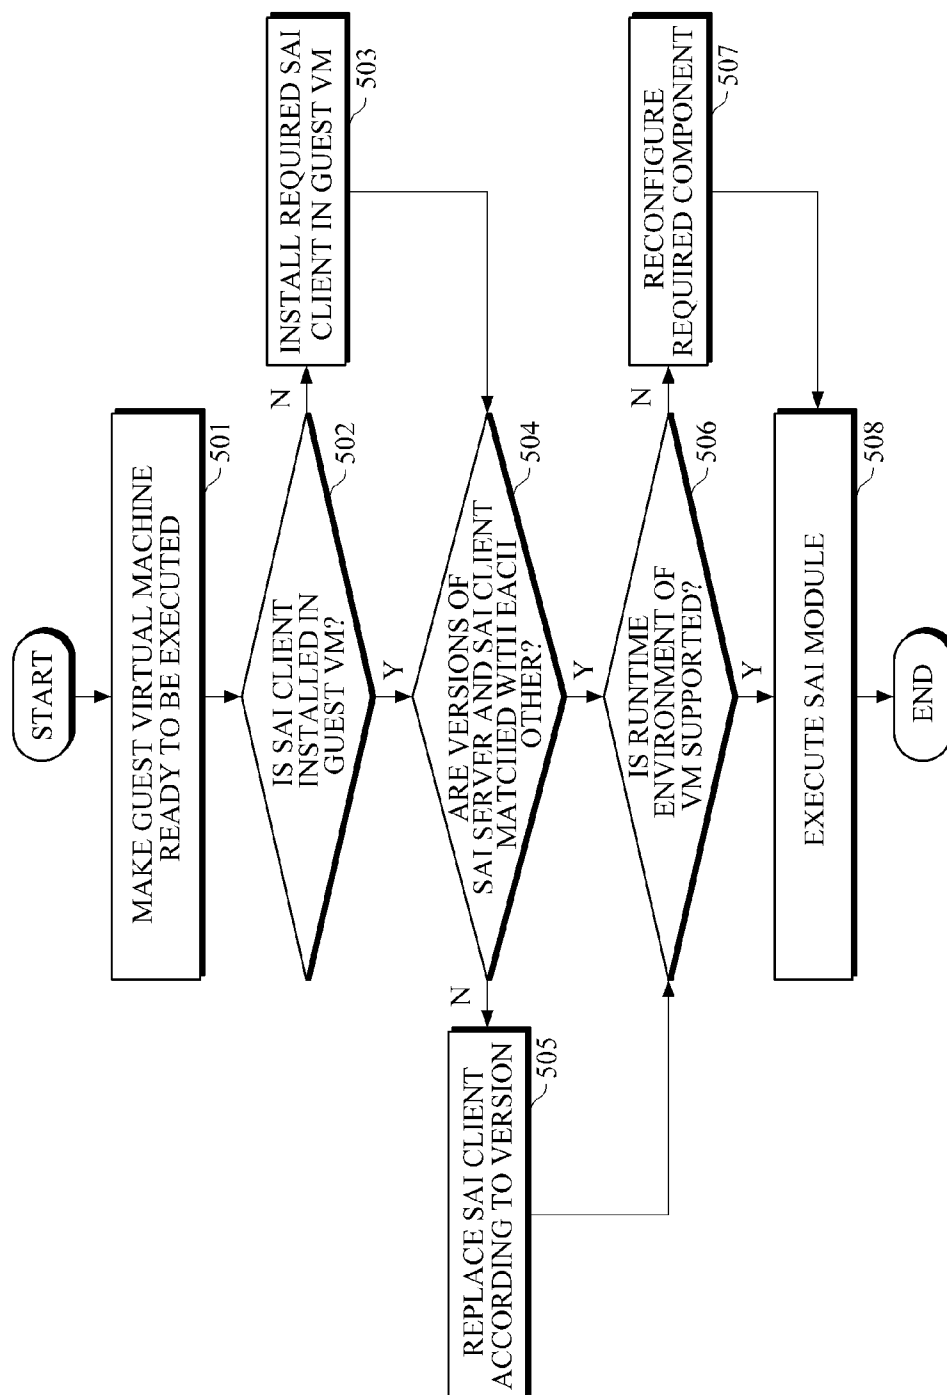 START
MAKE GUEST VIRTUAL MACHINE
READY TO BE EXECUTED
501
IS SAI CLIENT
INSTALLED IN
GUEST VM?
502
N
Y
INSTALL REQUIRED SAI
CLIENT IN GUEST VM
503
ARE VERSIONS OF
SAI SERVER AND SAI CLIENT
MATCHED WITH EACH
OTHER?
504
N
Y
REPLACE SAI CLIENT
ACCORDING TO VERSION
505
IS RUNTIME
ENVIRONMENT OF
VM SUPPORTED?
506
N
Y
RECONFIGURE
REQUIRED COMPONENT
507
EXECUTE SAI MODULE
508
END